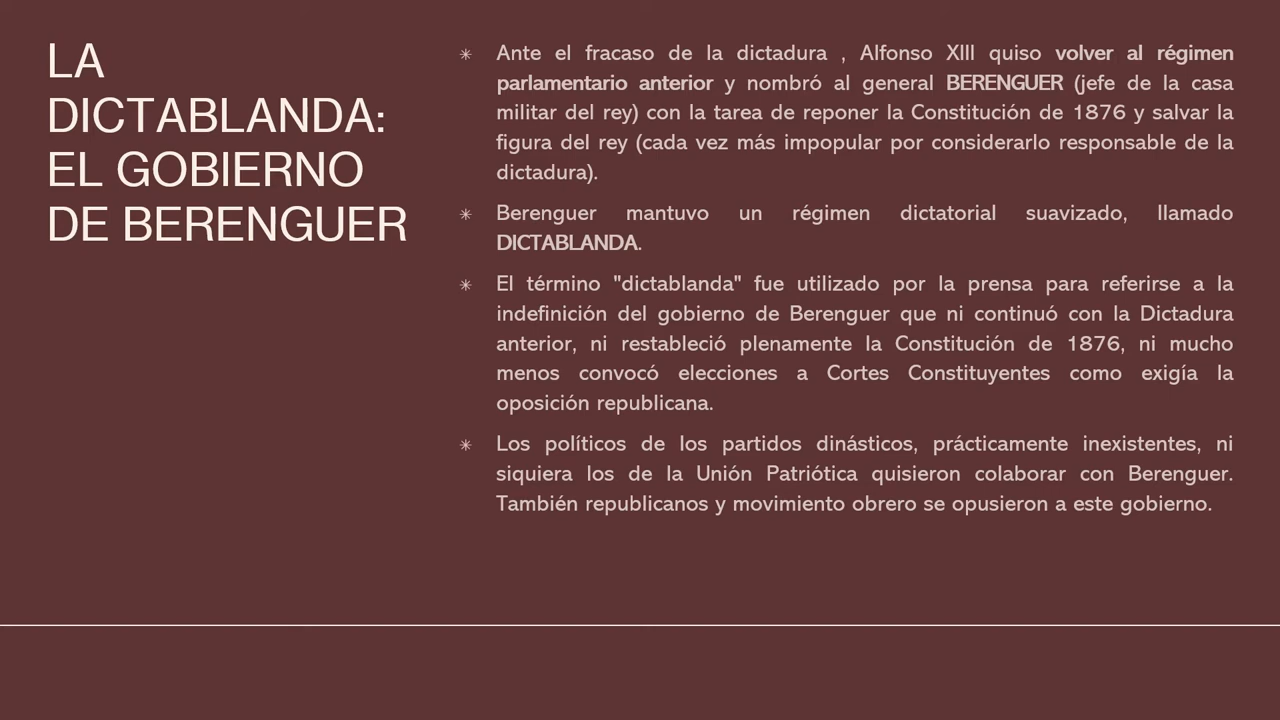 LA
DICTABLANDA:
EL GOBIERNO
DE BERENGUER
✳ Ante el fracaso de la dictadura , Alfonso XIII quiso volver al régimen
parlamentario anterior y nombró al general BERENGUER (jefe de la casa
militar del rey) con la tarea de reponer la Constitución de 1876 y salvar la
figura del rey (cada vez más impopular por considerarlo responsable de la
dictadura).
✳ Berenguer mantuvo un régimen dictatorial suavizado, llamado
DICTABLANDA.
✳ El término "dictablanda" fue utilizado por la prensa para referirse a la
indefinición del gobierno de Berenguer que ni continuó con la Dictadura
anterior, ni restableció plenamente la Constitución de 1876, ni mucho
menos convocó elecciones a Cortes Constituyentes como exigía la
oposición republicana.
✳ Los políticos de los partidos dinásticos, prácticamente inexistentes, ni
siquiera los de la Unión Patriótica quisieron colaborar con Berenguer.
También republicanos y movimiento obrero se opusieron a este gobierno.